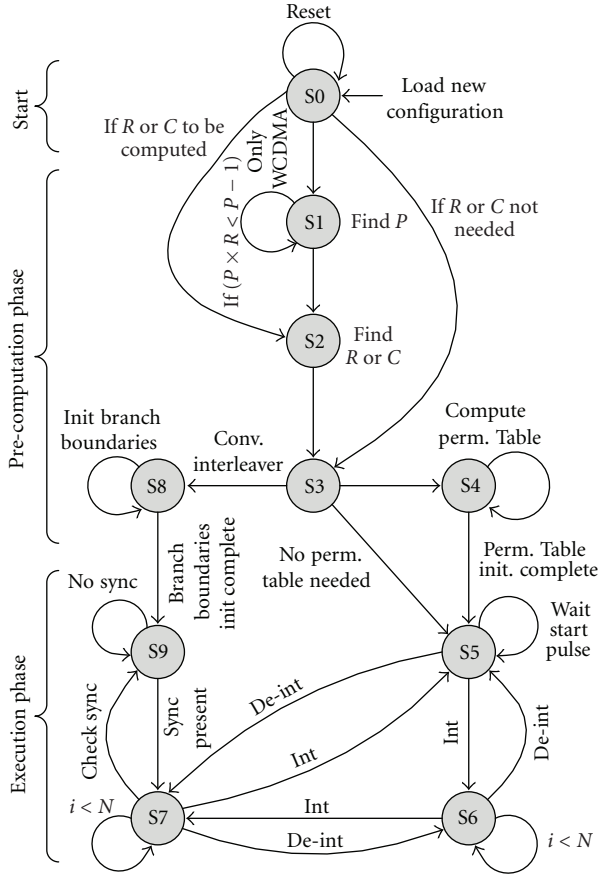 Reset
S0
Load new
configuration
Start
If R or C to be
computed
Only
WCDMA
If R or C not
needed
If (P × R < P − 1)
S1
Find P
S2
Find
R or C
Pre-computation phase
Init branch
boundaries
Conv.
interleaver
Compute
perm. Table
S8
S3
S4
Branch
boundaries
init complete
No perm.
table needed
Perm. Table
init. complete
No sync
Wait
start
pulse
S9
S5
Execution phase
Check sync
Sync
present
De-int
Int
Int
De-int
i < N
S7
Int
De-int
S6
i < N